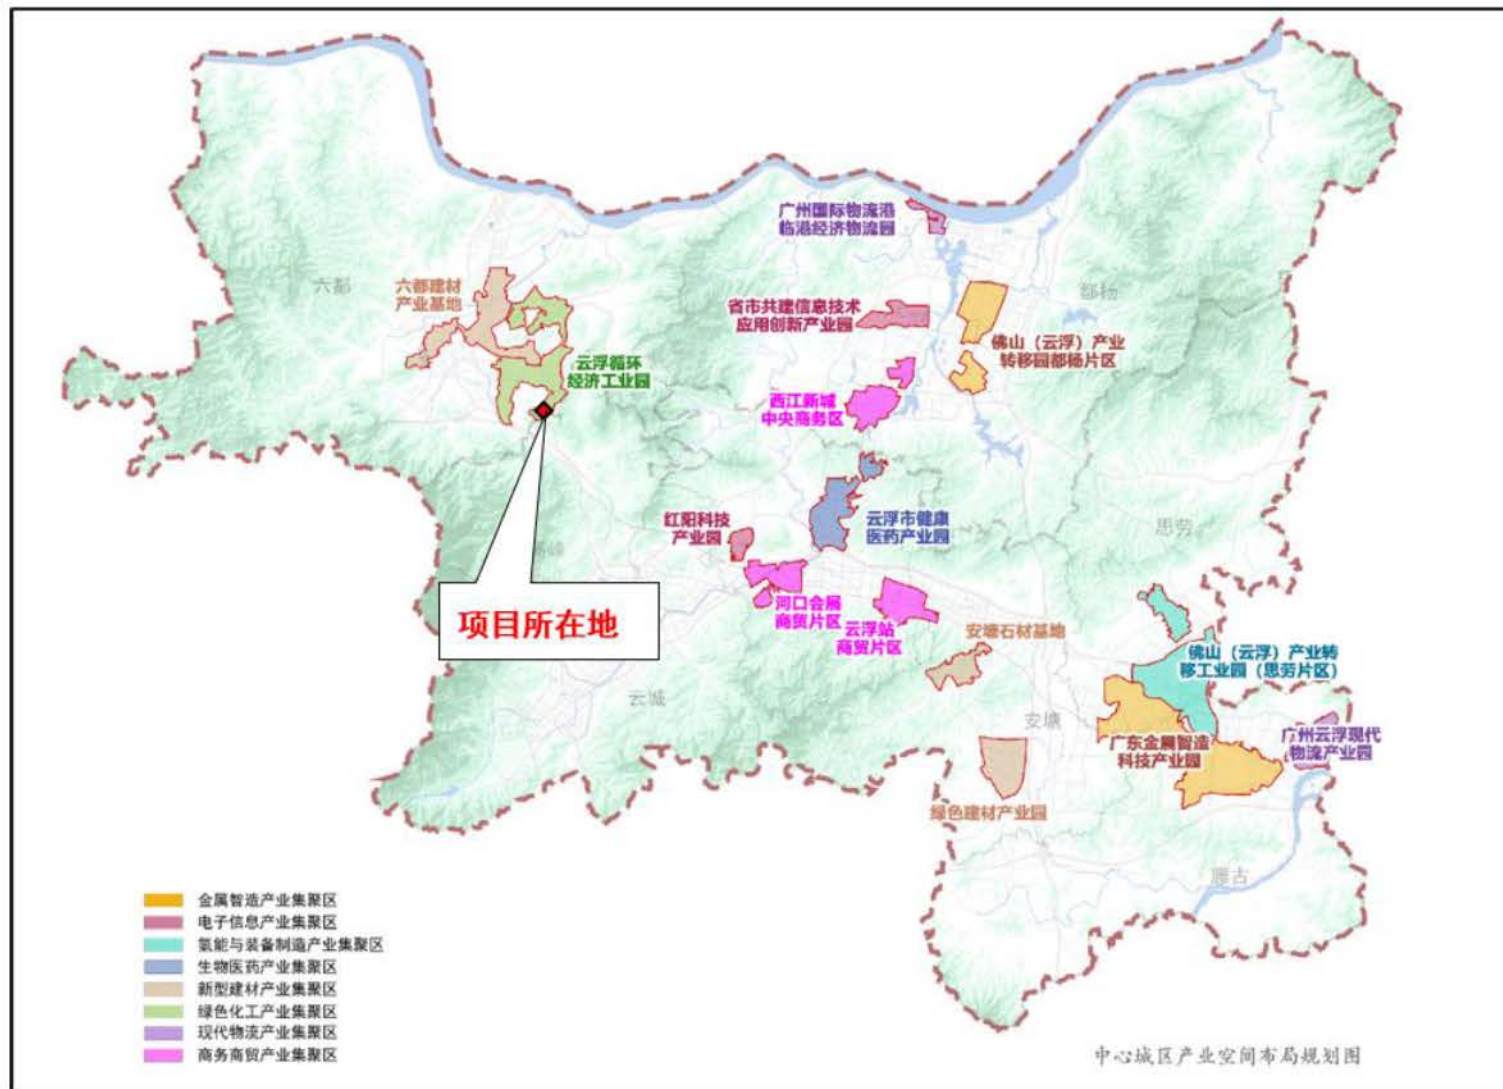 广州国际物流港
临港经济物流园
六都
六都建材
产业基地
都杨
省市共建信息技术
应用创新产业园
佛山（云浮）产业
转移园都杨片区
云浮循环
经济工业园
西江新城
中央商务区
红阳科技
产业园
云浮市健康
医药产业园
思劳
项目所在地
河口会展
商贸片区
云浮站
商贸片区
安塘石材基地
佛山（云浮）产业转
移工业园（思劳片区）
云城
安塘
广东金属智造
科技产业园
广州云浮现代
物流产业园
绿色建材产业园
腰古
金属智造产业集聚区
电子信息产业集聚区
氢能与装备制造产业集聚区
生物医药产业集聚区
新型建材产业集聚区
绿色化工产业集聚区
现代物流产业集聚区
商务商贸产业集聚区
中心城区产业空间布局规划图